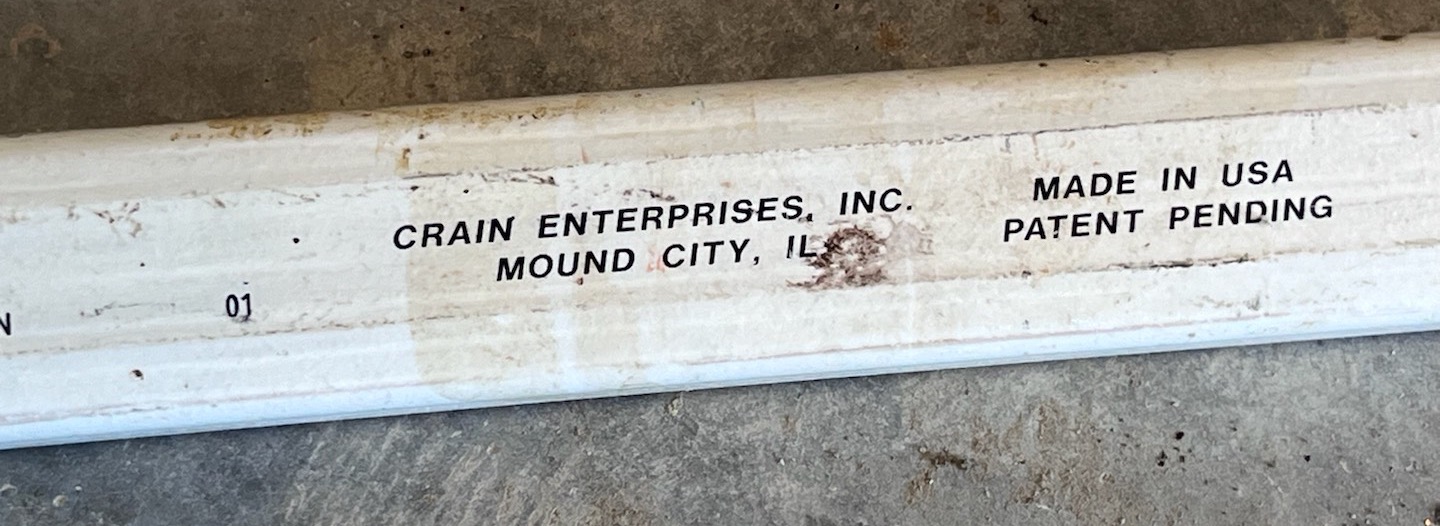 CRAIN ENTERPRISES, INC.
MOUND CITY, IL
MADE IN USA
PATENT PENDING
N
01